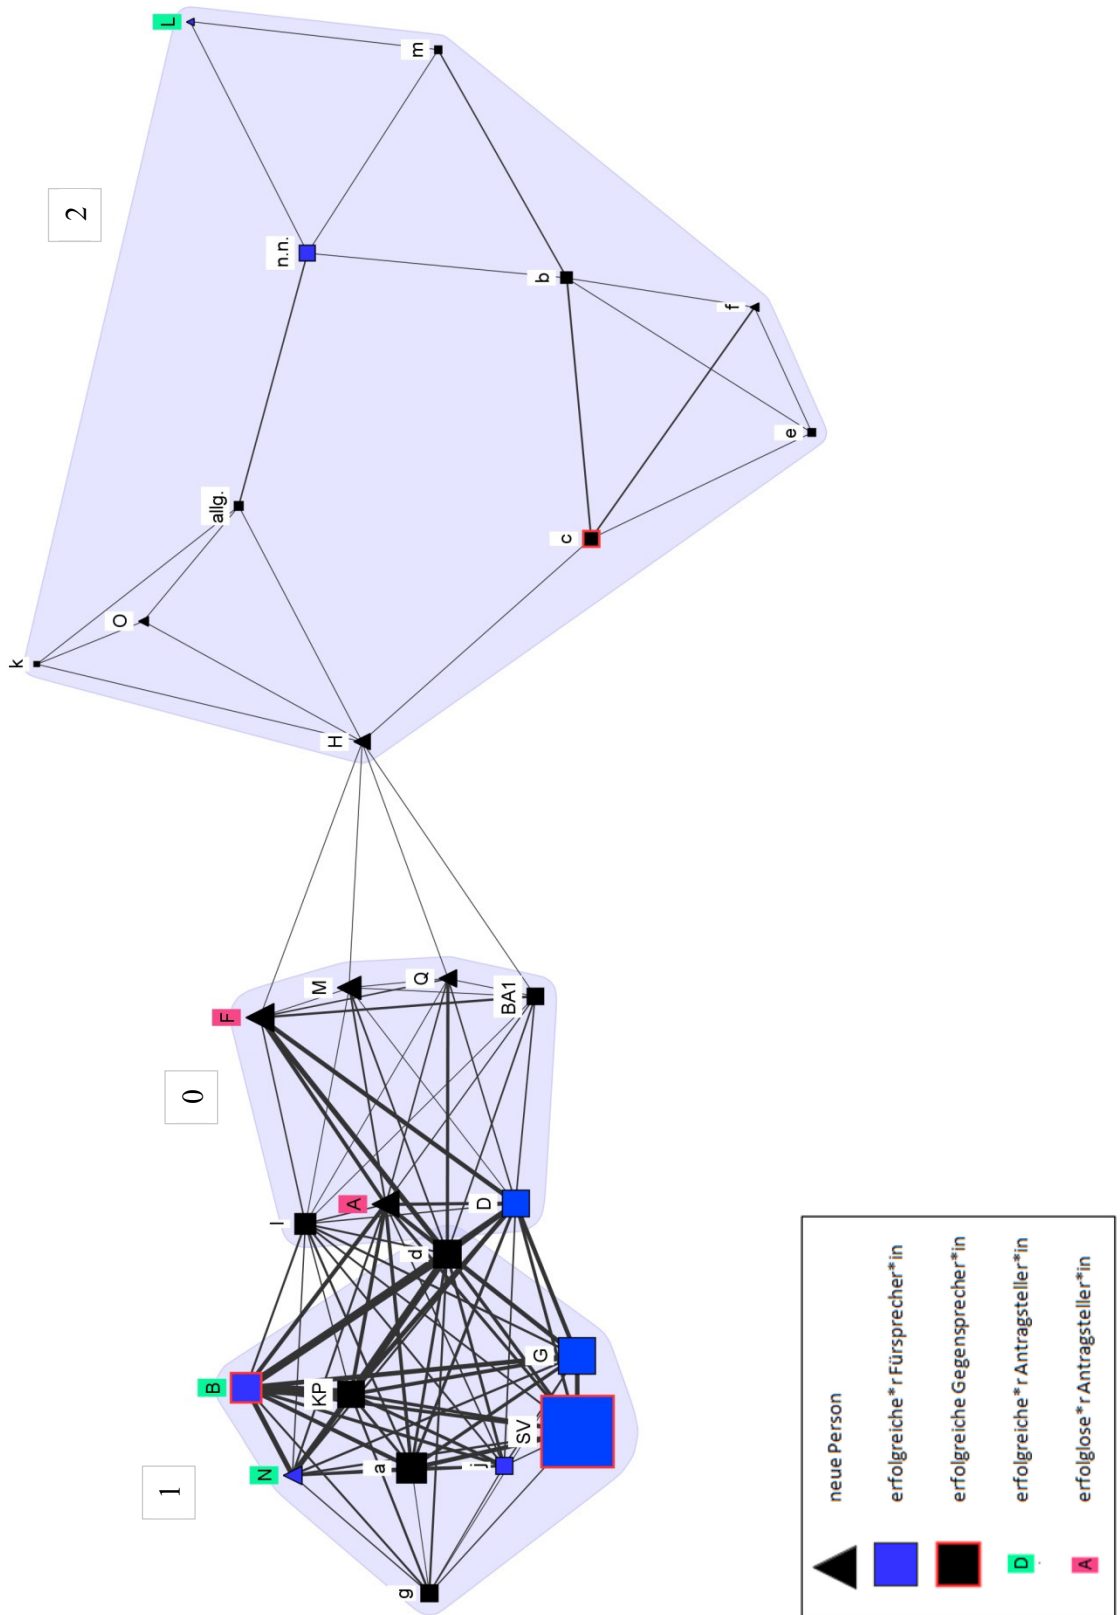 k
2
O
L
1
0
B
allg.
F
N
l
n.n.
M
KP
H
A
a
g
d
m
Q
j
D
BA1
SV
G
b
c
f
e
neue Person
erfolgreiche*r Fürsprecher*in
erfolgreiche Gegensprecher*in
D erfolgreiche*r Antragsteller*in
A erfolglose*r Antragsteller*in